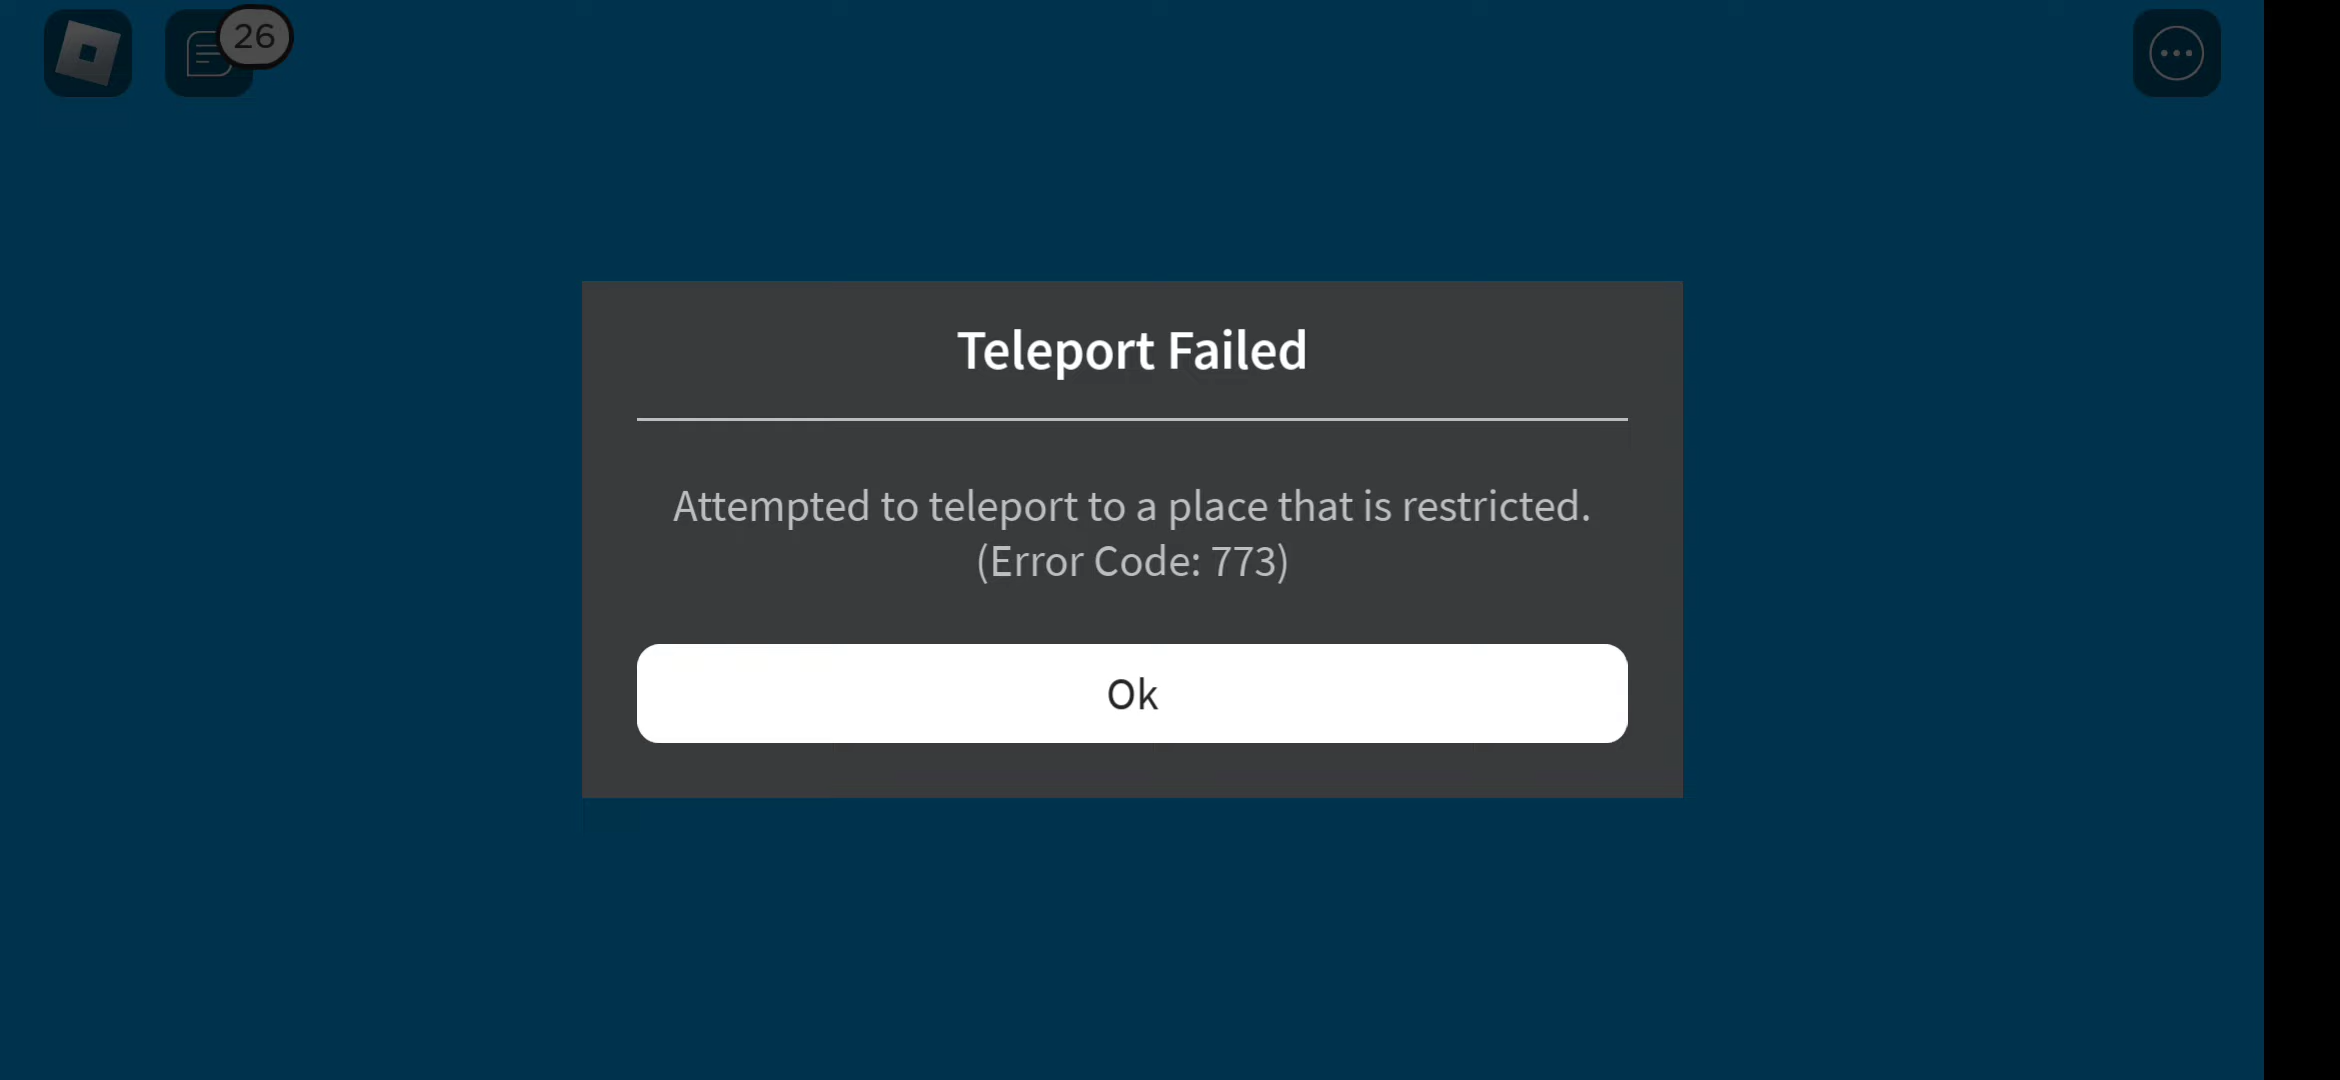 26
Teleport Failed
Attempted to teleport to a place that is restricted.
(Error Code: 773)
Ok